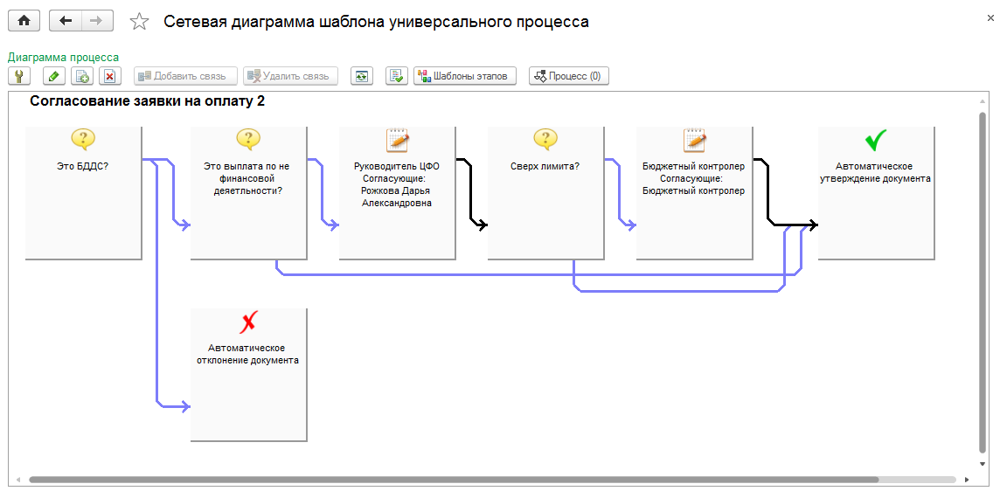 Сетевая диаграмма шаблона универсального процесса
Диаграмма процесса
Добавить связь
Удалить связь
Шаблоны этапов
Процесс (0)
Согласование заявки на оплату 2
Это БДДС?
Это выплата по не
финансовой
деяетльности?
Руководитель ЦФО
Согласующие:
Рожкова Дарья
Александровна
Сверх лимита?
Бюджетный контролер
Согласующие:
Бюджетный контролер
Автоматическое
утверждение документа
Автоматическое
отклонение документа